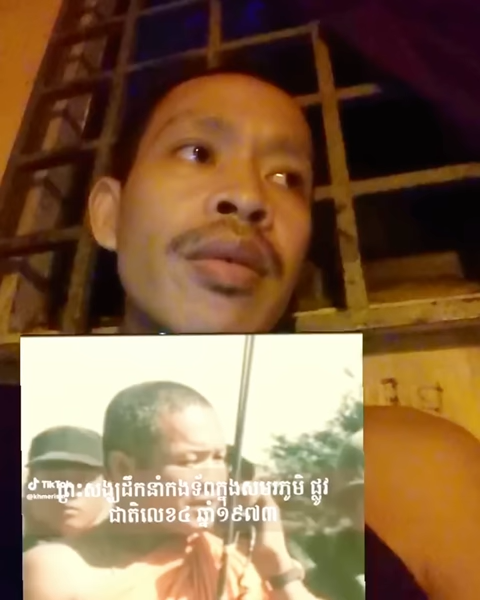 TikTok
ព្រះសង្ឃដឹកនាំកងទ័ពក្នុងសមរភូមិ ផ្លូវ
ជាតិលេខ៤ ឆ្នាំ១៩៧៣